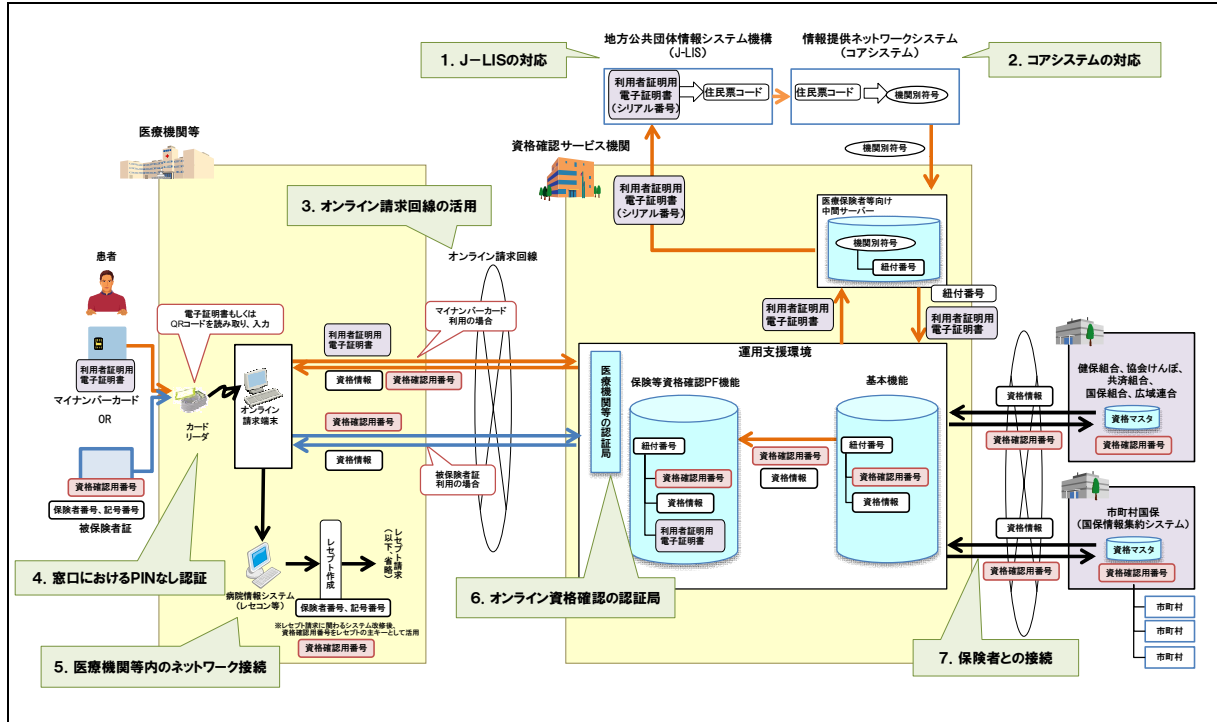 地方公共団体情報システム機構
(J-LIS)
情報提供ネットワークシステム
(コアシステム)
1. J-LISの対応
2. コアシステムの対応
利用者証明用
電子証明書
(シリアル番号)
住民票コード
住民票コード
機関別符号
医療機関等
資格確認サービス機関
機関別符号
3. オンライン請求回線の活用
利用者証明用
電子証明書
(シリアル番号)
医療保険者等向け
中間サーバー
機関別符号
紐付番号
オンライン請求回線
患者
電子証明書もしくは
QRコードを読み取り、入力
マイナンバーカード
利用の場合
利用者証明用
電子証明書
紐付番号
利用者証明用
電子証明書
利用者証明用
電子証明書
利用者証明用
電子証明書
マイナンバーカード
OR
カード
リーダ
オンライン
請求端末
資格情報
資格確認用番号
資格確認用番号
資格情報
被保険者証
利用の場合
運用支援環境
医療機関等の認証局
保険等資格確認PF機能
基本機能
紐付番号
資格確認用番号
資格情報
利用者証明用
電子証明書
資格確認用番号
資格情報
紐付番号
資格確認用番号
資格情報
資格情報
資格確認用番号
健保組合、協会けんぽ、
共済組合、
国保組合、広域連合
資格マスタ
資格確認用番号
資格確認用番号
保険者番号、記号番号
被保険者証
資格情報
資格確認用番号
市町村国保
(国保情報集約システム)
資格マスタ
資格確認用番号
市町村
市町村
市町村
4. 窓口におけるPINなし認証
病院情報システム
(レセコン等)
レセプト作成
レセプト請求
(以下、省略)
保険者番号、記号番号
※レセプト請求に関わるシステム改修後、
資格確認用番号をレセプトの主キーとして活用
資格確認用番号
5. 医療機関等内のネットワーク接続
6. オンライン資格確認の認証局
7. 保険者との接続